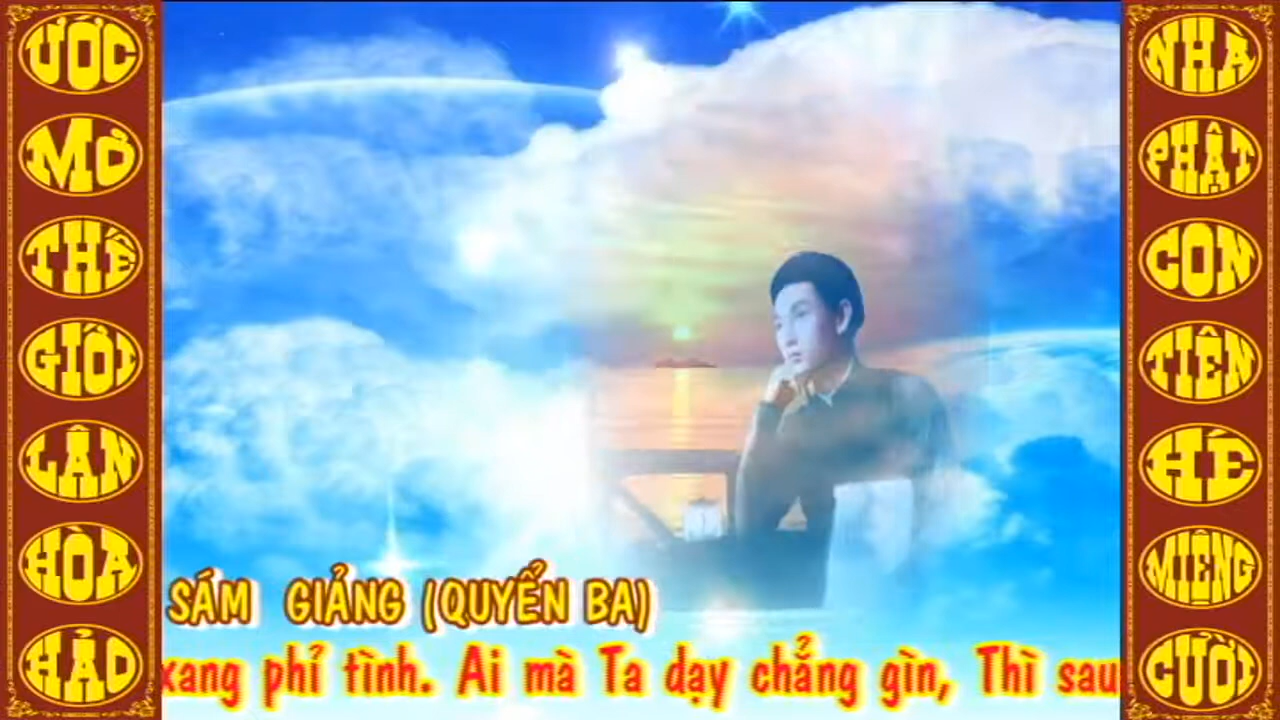 ƯỚC
MỞ
THẾ
GIỚI
LÂN
HÒA
HẢO
SÁM GIẢNG (QUYỂN BA)
xang phỉ tình. Ai mà Ta dạy chẳng gìn, Thì sau
NHÀ
PHẬT
CON
TIÊN
HÉ
MIỆNG
CƯỜI